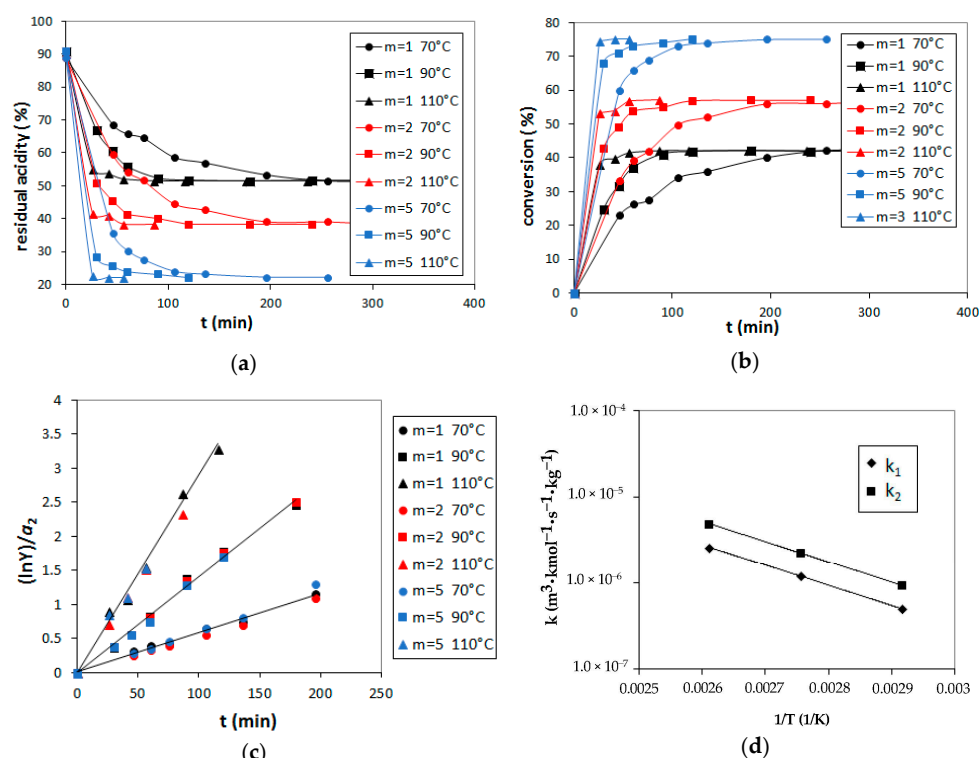 residual acidity (%)
100
90
80
70
60
50
40
30
20
0 100 200 300 400
t (min)
m=1 70°C
m=1 90°C
m=1 110°C
m=2 70°C
m=2 90°C
m=2 110°C
m=5 70°C
m=5 90°C
m=5 110°C
(a)
conversion (%)
80
70
60
50
40
30
20
10
0
0 100 200 300 400
t (min)
m=1 70°C
m=1 90°C
m=1 110°C
m=2 70°C
m=2 90°C
m=2 110°C
m=5 70°C
m=5 90°C
m=3 110°C
(b)
(lnY)/α₂
4
3.5
3
2.5
2
1.5
1
0.5
0
0 50 100 150 200 250
t (min)
m=1 70°C
m=1 90°C
m=1 110°C
m=2 70°C
m=2 90°C
m=2 110°C
m=5 70°C
m=5 90°C
m=5 110°C
(c)
k (m³·kmol⁻¹·s⁻¹·kg⁻¹)
1.0 × 10⁻⁴
1.0 × 10⁻⁵
1.0 × 10⁻⁶
1.0 × 10⁻⁷
0.0025 0.0026 0.0027 0.0028 0.0029 0.003
1/T (1/K)
k₁
k₂
(d)